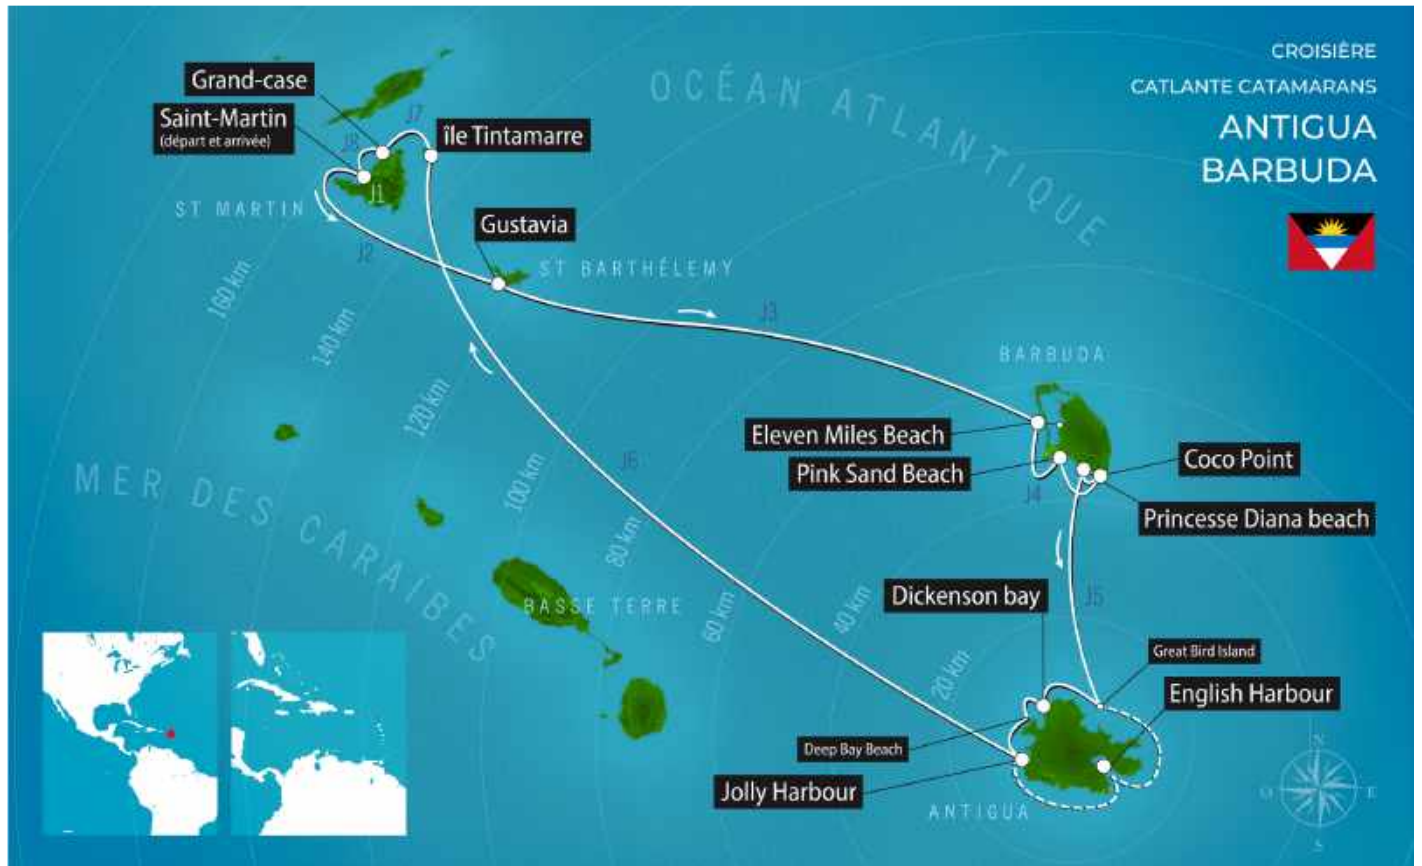 CROISIÈRE
CATLANTE CATAMARANS
ANTIGUA
BARBUDA
OCÉAN ATLANTIQUE
Grand-case
Saint-Martin
(départ et arrivée)
J7
J8
île Tintamarre
J1
ST MARTIN
Gustavia
J2
ST BARTHÉLEMY
160 km
J3
140 km
BARBUDA
120 km
Eleven Miles Beach
Coco Point
Pink Sand Beach
J6
100 km
J4
MER DES CARAÍBES
Princesse Diana beach
80 km
Dickenson bay
J5
BASSE TERRE
60 km
40 km
Great Bird Island
20 km
English Harbour
Deep Bay Beach
Jolly Harbour
ANTIGUA
N
O
E
S